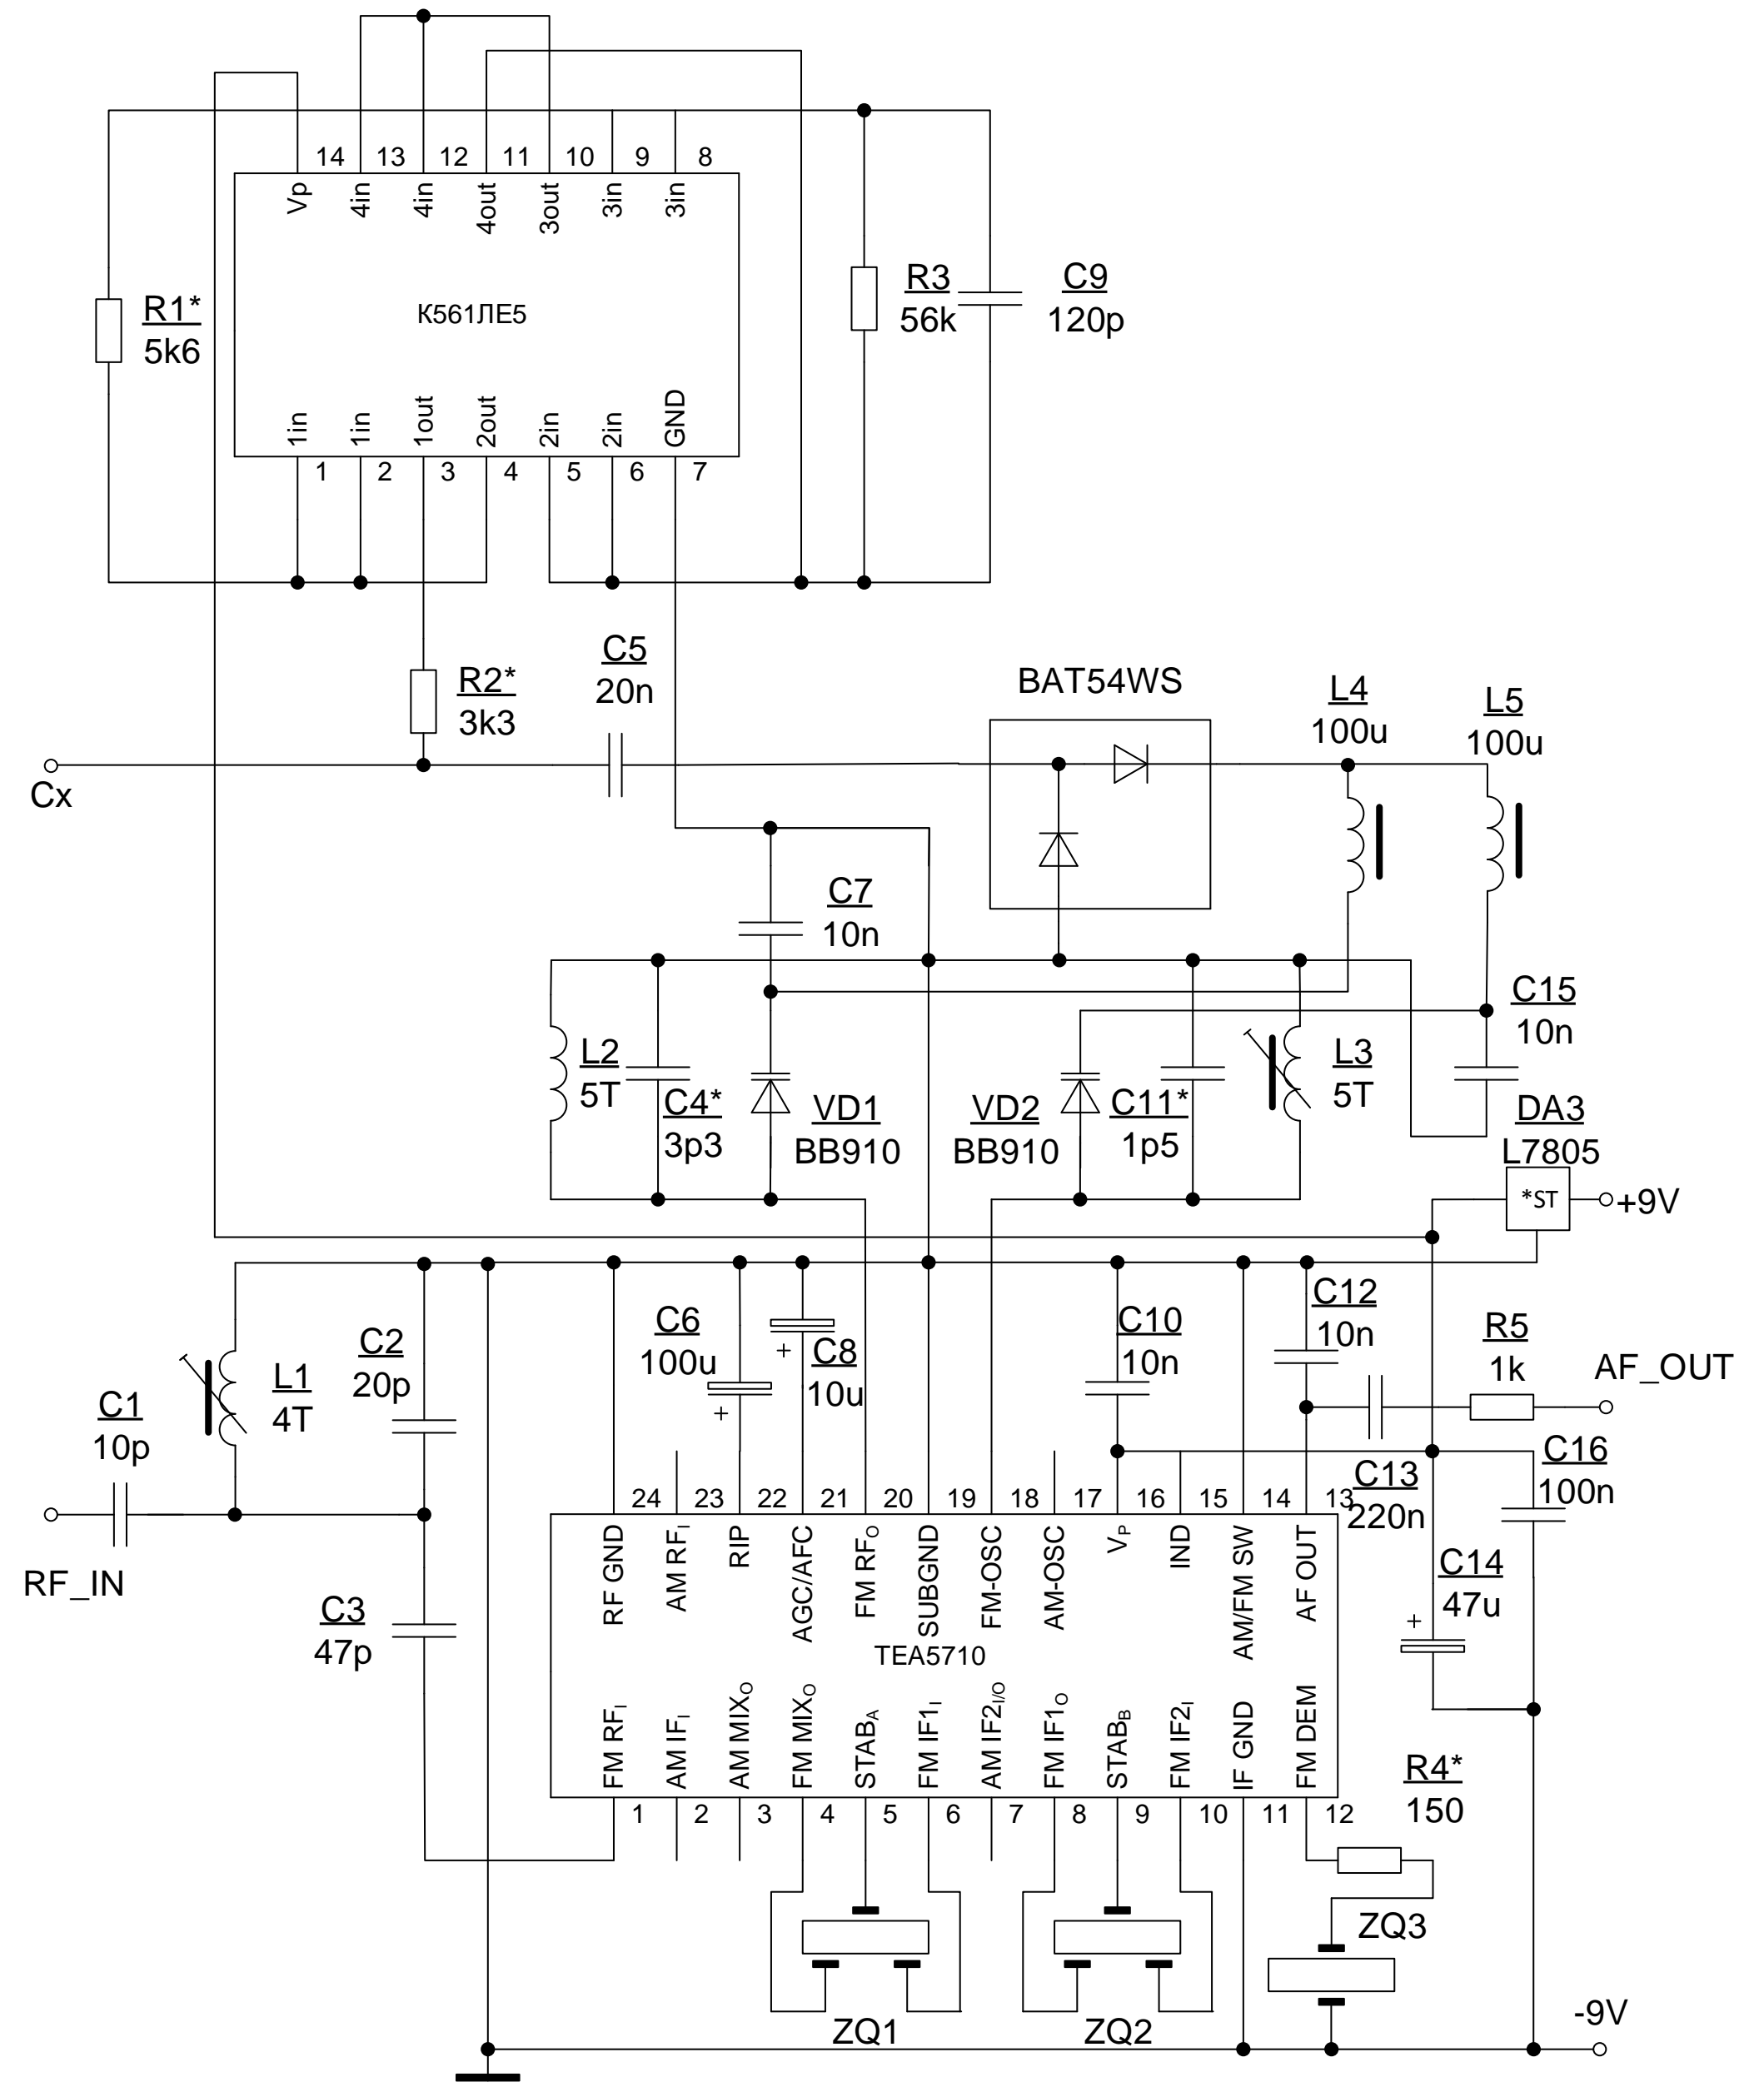 14 13 12 11 10 9 8
Vp 4in 4in 4out 3out 3in 3in
R1*
5k6
К561ЛЕ5
R3
56k
C9
120p
1in 1in 1out 2out 2in 2in GND
1 2 3 4 5 6 7
C5
20n
R2*
3k3
BAT54WS
L4
100u
L5
100u
Cx
C7
10n
C15
10n
L2
5T
C4*
3p3
VD1
BB910
VD2
BB910
C11*
1p5
L3
5T
DA3
L7805
*ST
+9V
C1
10p
L1
4T
C2
20p
C6
100u
C8
10u
+
+
C10
10n
C12
10n
R5
1k
AF_OUT
C13
220n
C16
100n
RF_IN
24 23 22 21 20 19 18 17 16 15 14 13
RF GND AM RFI RIP AGC/AFC FM RFO SUBGND FM-OSC AM-OSC VP IND AM/FM SW AF OUT
C14
47u
+
C3
47p
TEA5710
FM RFI AM IFI AM MIXO FM MIXO STABA FM IF1I AM IF2I/O FM IF1O STABB FM IF2I IF GND FM DEM
1 2 3 4 5 6 7 8 9 10 11 12
R4*
150
ZQ1
ZQ2
ZQ3
-9V